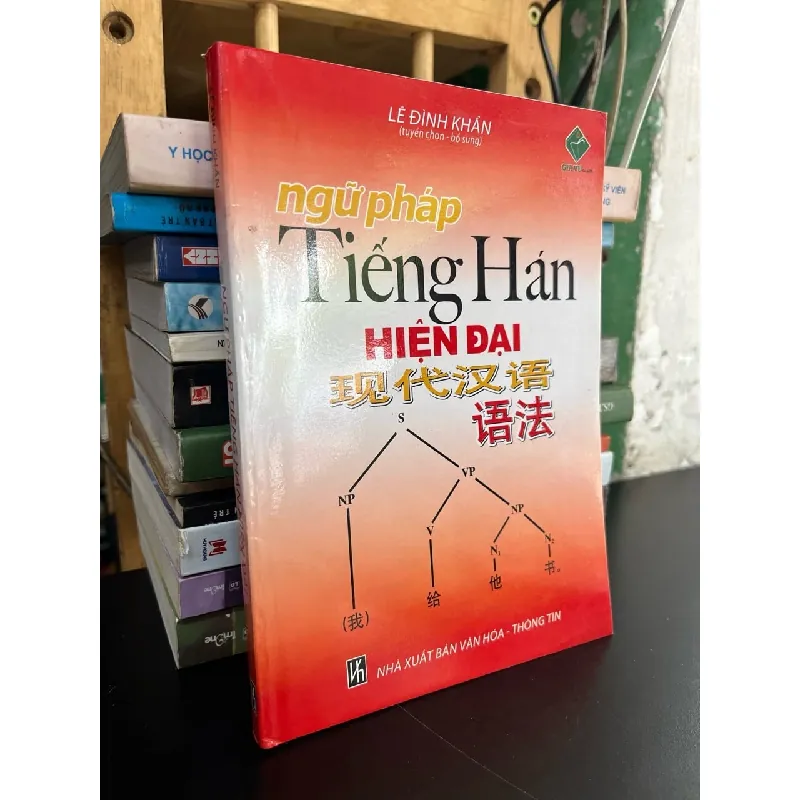 LÊ ĐÌNH KHẨN
(tuyển chọn - bổ sung)
ngữ pháp
Tiếng Hán
HIỆN ĐẠI
现代汉语
语法
S
VP
NP
NP
V
N₁
N₂
(我)
给
他
书
NHÀ XUẤT BẢN VĂN HÓA - THÔNG TIN
Y HỌC